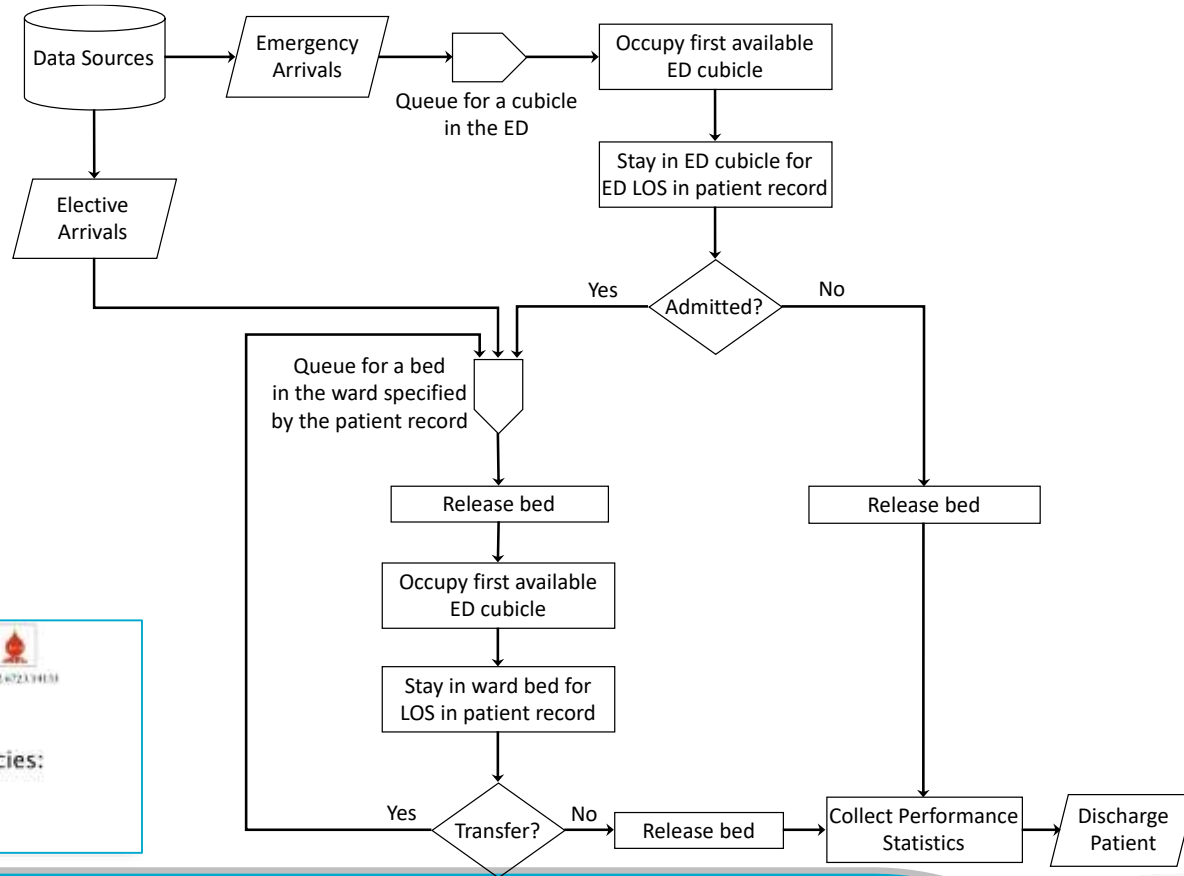 Data Sources
Emergency
Arrivals
Queue for a cubicle
in the ED
Occupy first available
ED cubicle
Stay in ED cubicle for
ED LOS in patient record
Elective
Arrivals
Admitted?
Yes
No
Queue for a bed
in the ward specified
by the patient record
Release bed
Release bed
Occupy first available
ED cubicle
Stay in ward bed for
LOS in patient record
Transfer?
Yes
No
Release bed
Collect Performance
Statistics
Discharge
Patient
cies: